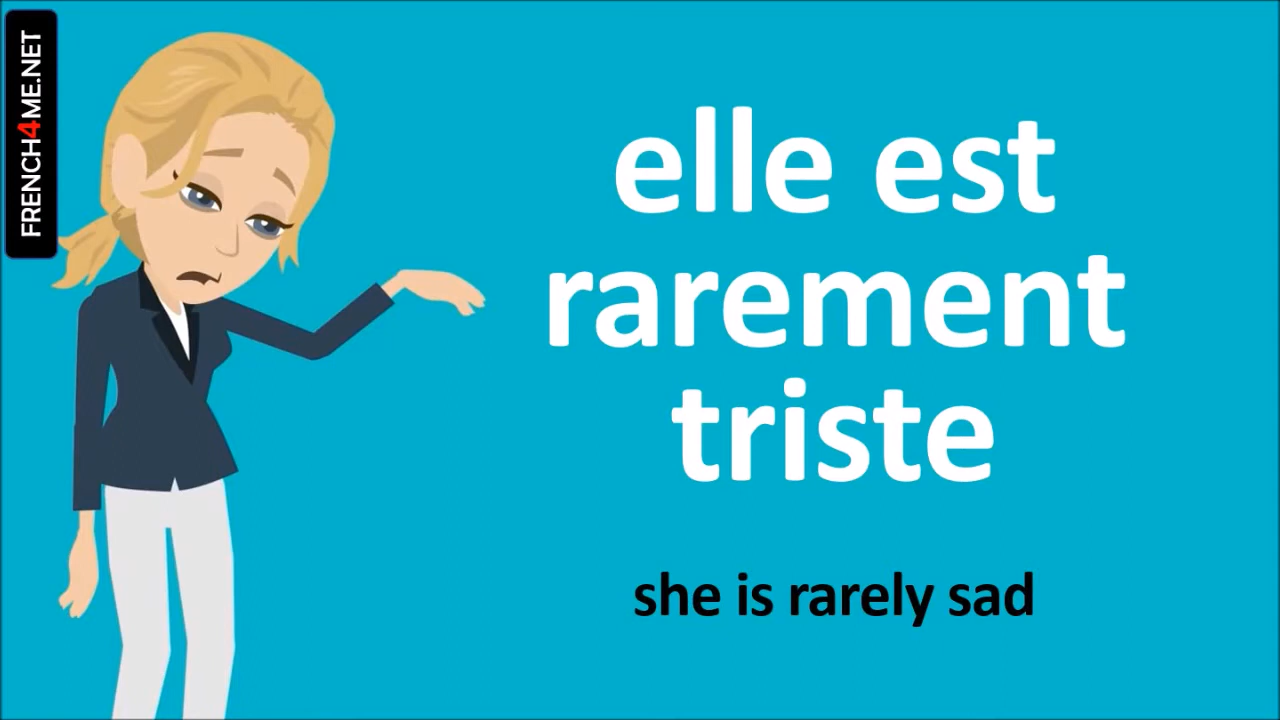 FRENCH4ME.NET
elle est
rarement
triste
she is rarely sad